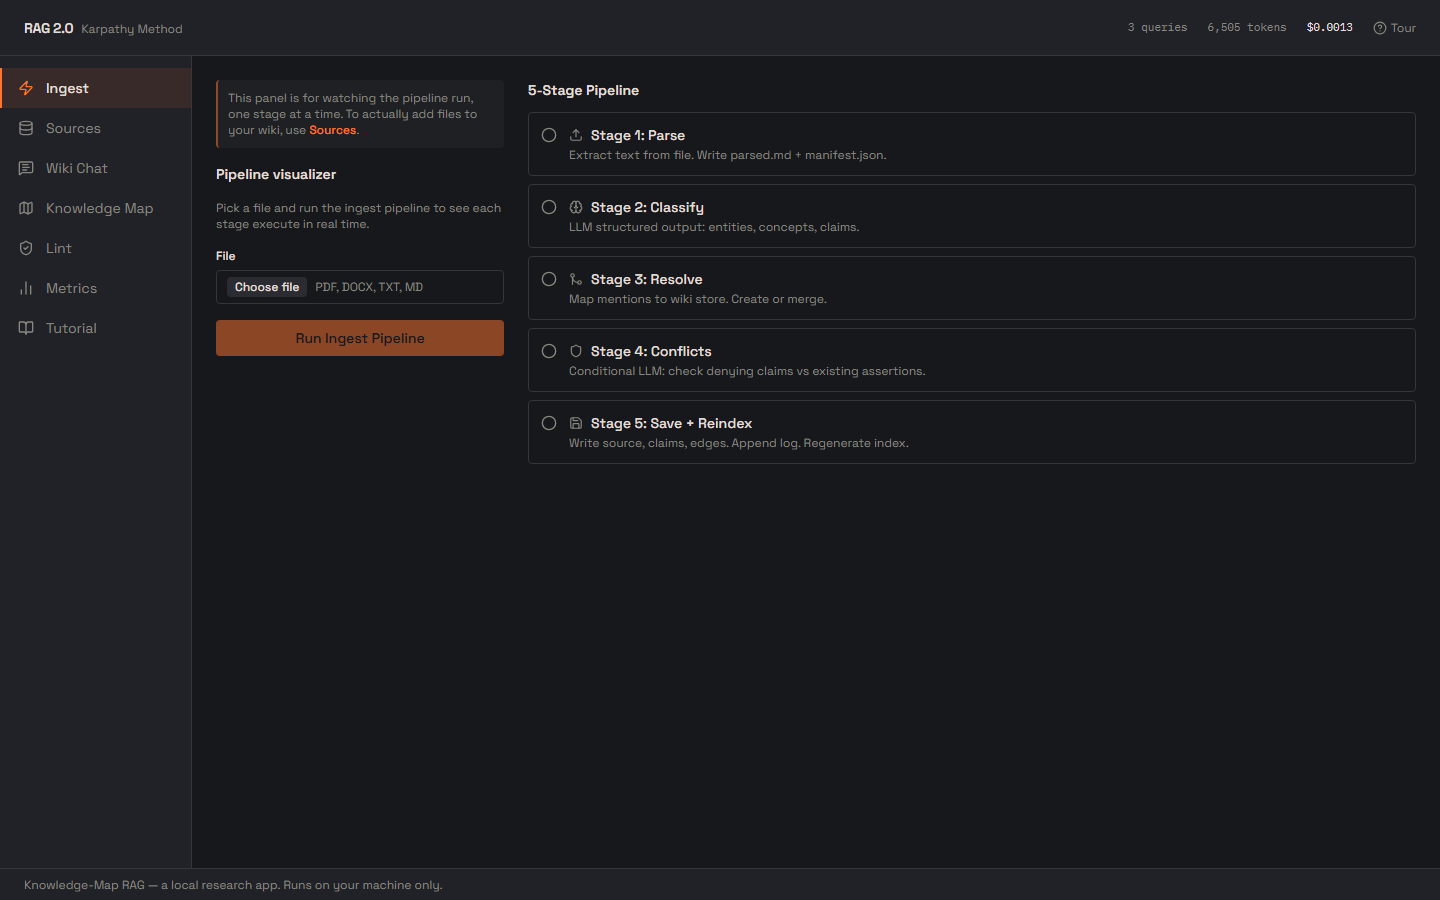 RAG 2.0 Karpathy Method
3 queries 6,505 tokens $0.0013 Tour
Ingest
Sources
Wiki Chat
Knowledge Map
Lint
Metrics
Tutorial
This panel is for watching the pipeline run,
one stage at a time. To actually add files to
your wiki, use Sources.
Pipeline visualizer
Pick a file and run the ingest pipeline to see each
stage execute in real time.
File
Choose file PDF, DOCX, TXT, MD
Run Ingest Pipeline
5-Stage Pipeline
Stage 1: Parse
Extract text from file. Write parsed.md + manifest.json.
Stage 2: Classify
LLM structured output: entities, concepts, claims.
Stage 3: Resolve
Map mentions to wiki store. Create or merge.
Stage 4: Conflicts
Conditional LLM: check denying claims vs existing assertions.
Stage 5: Save + Reindex
Write source, claims, edges. Append log. Regenerate index.
Knowledge-Map RAG — a local research app. Runs on your machine only.